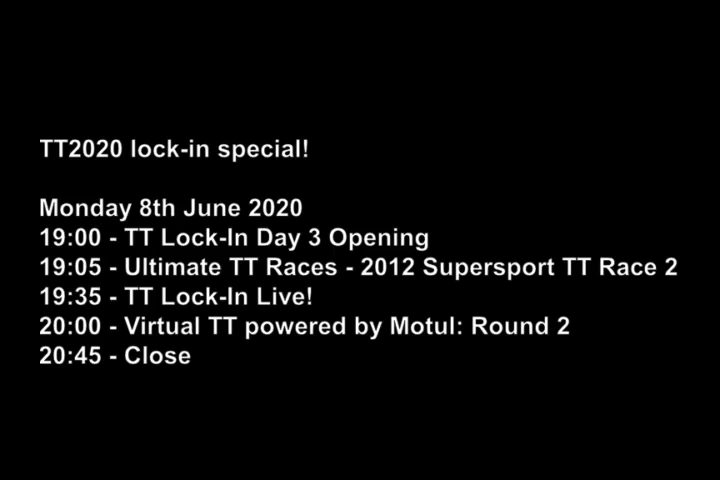 TT2020 lock-in special!
Monday 8th June 2020
19:00 - TT Lock-In Day 3 Opening
19:05 - Ultimate TT Races - 2012 Supersport TT Race 2
19:35 - TT Lock-In Live!
20:00 - Virtual TT powered by Motul: Round 2
20:45 - Close